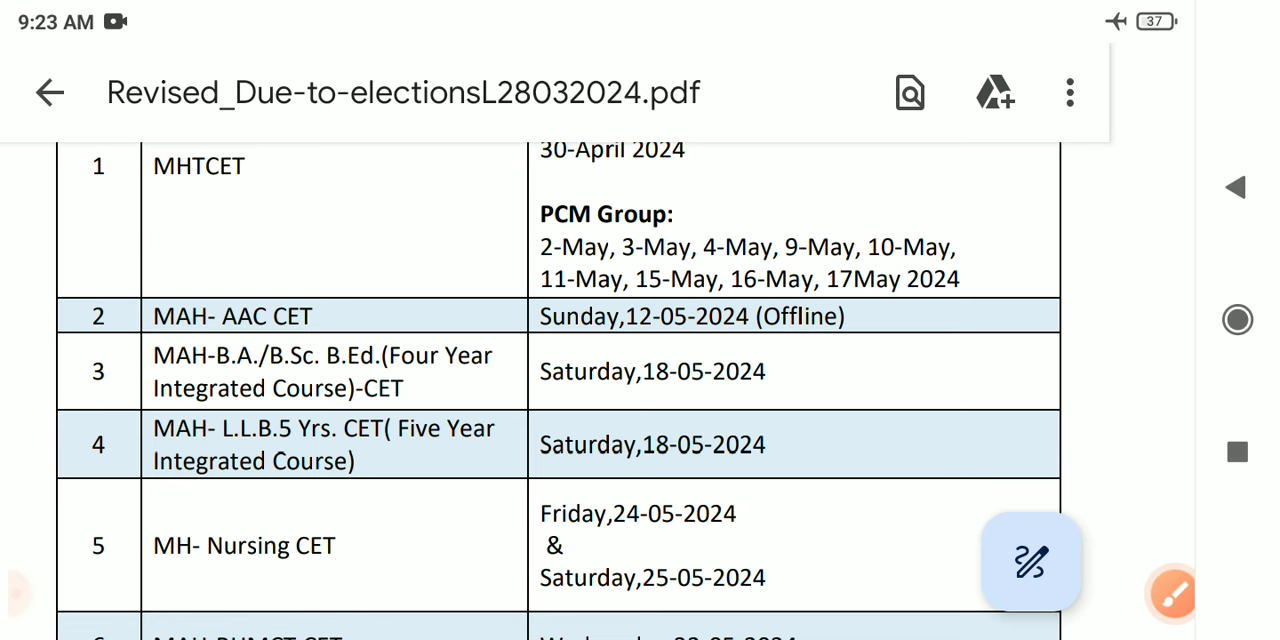 9:23 AM
37
Revised_Due-to-electionsL28032024.pdf
30-April 2024
1 MHTCET
PCM Group:
2-May, 3-May, 4-May, 9-May, 10-May,
11-May, 15-May, 16-May, 17May 2024
2 MAH- AAC CET Sunday,12-05-2024 (Offline)
3 MAH-B.A./B.Sc. B.Ed.(Four Year
Integrated Course)-CET
Saturday,18-05-2024
4 MAH- L.L.B.5 Yrs. CET( Five Year
Integrated Course)
Saturday,18-05-2024
5 MH- Nursing CET
Friday,24-05-2024
&
Saturday,25-05-2024